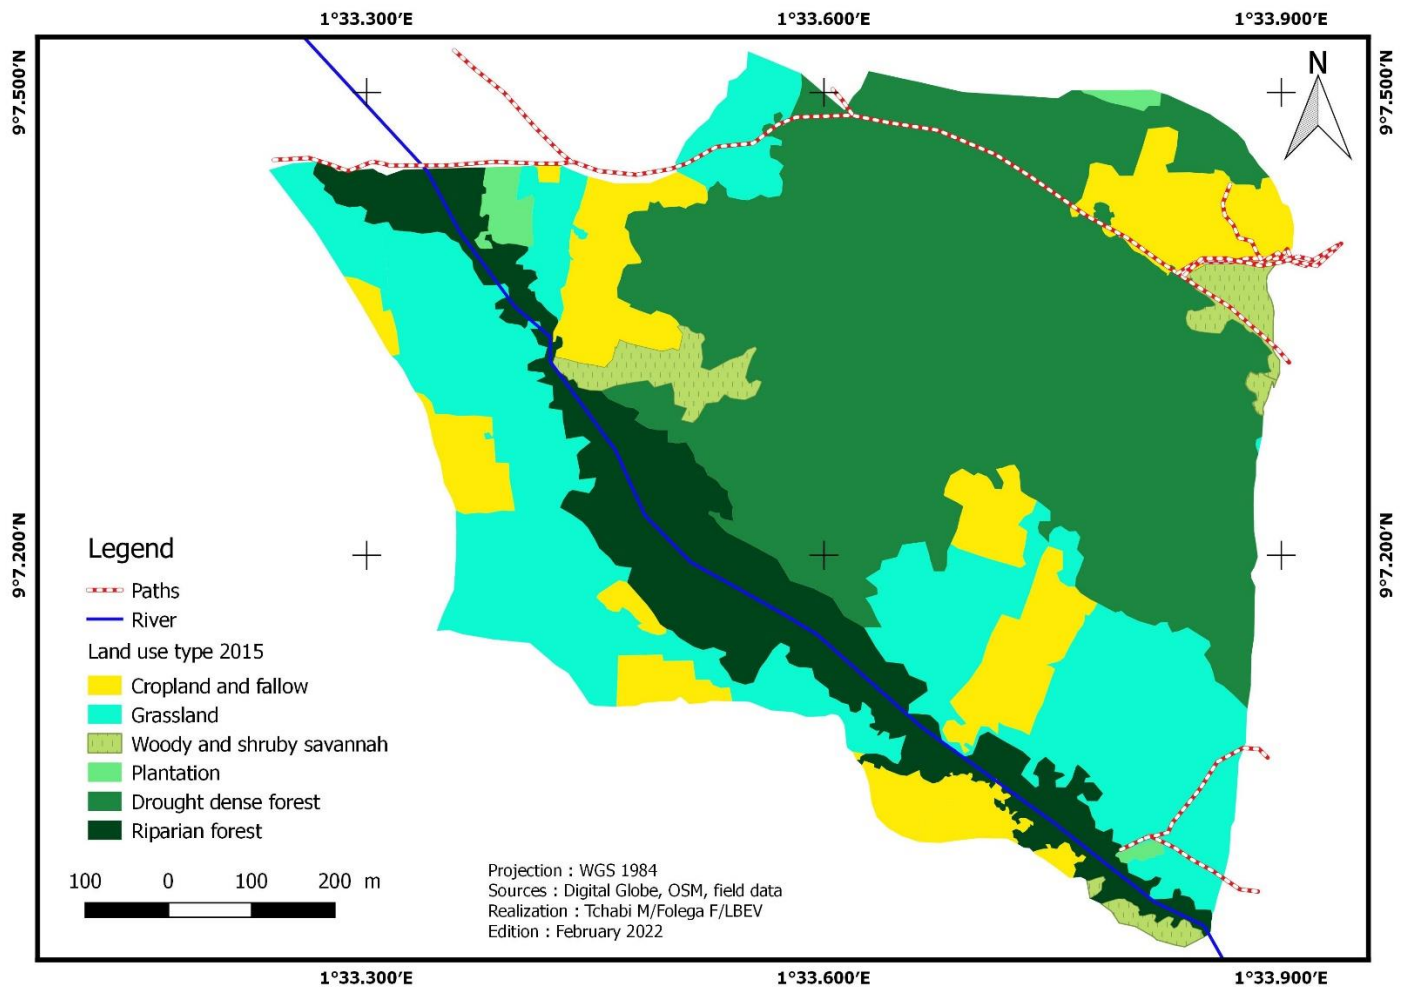 1°33.300′E 1°33.600′E 1°33.900′E
9°7.500′N
9°7.500′N
N
9°7.200′N
9°7.200′N
Legend
Paths
River
Land use type 2015
Cropland and fallow
Grassland
Woody and shruby savannah
Plantation
Drought dense forest
Riparian forest
100 0 100 200 m
Projection : WGS 1984
Sources : Digital Globe, OSM, field data
Realization : Tchabi M/Folega F/LBEV
Edition : February 2022
1°33.300′E 1°33.600′E 1°33.900′E